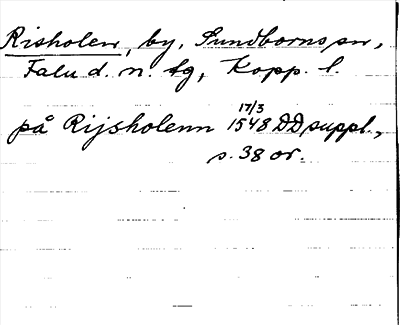 Risholen, by, Sundborns sn,
Falu d. n. tg, Kopp. l.
på Rijsholenn 17/3 1548 DD suppl.,
s. 38 or.